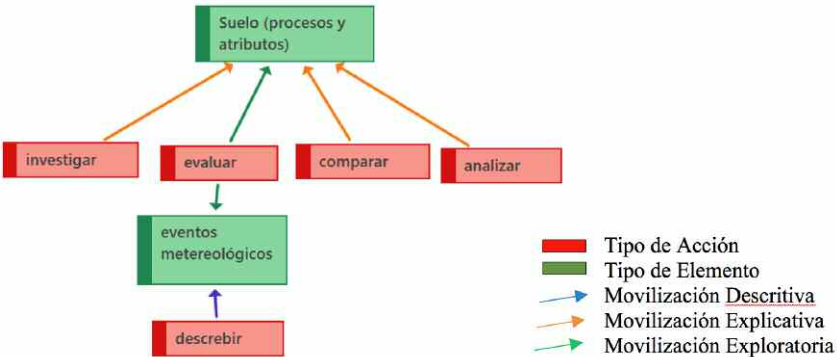 Suelo (procesos y
atributos)
investigar
evaluar
comparar
analizar
eventos
metereológicos
descrebir
Tipo de Acción
Tipo de Elemento
Movilización Descritiva
Movilización Explicativa
Movilización Exploratoria